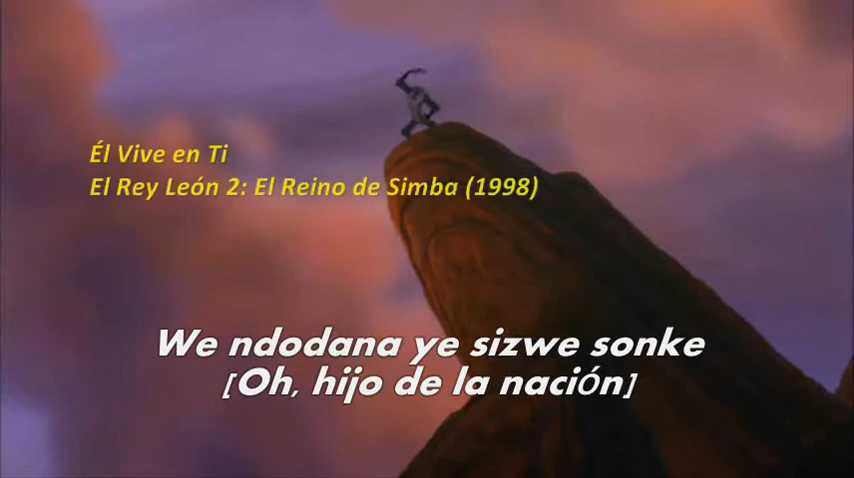 Él Vive en Ti
El Rey León 2: El Reino de Simba (1998)
We ndodana ye sizwe sonke
[Oh, hijo de la nación]